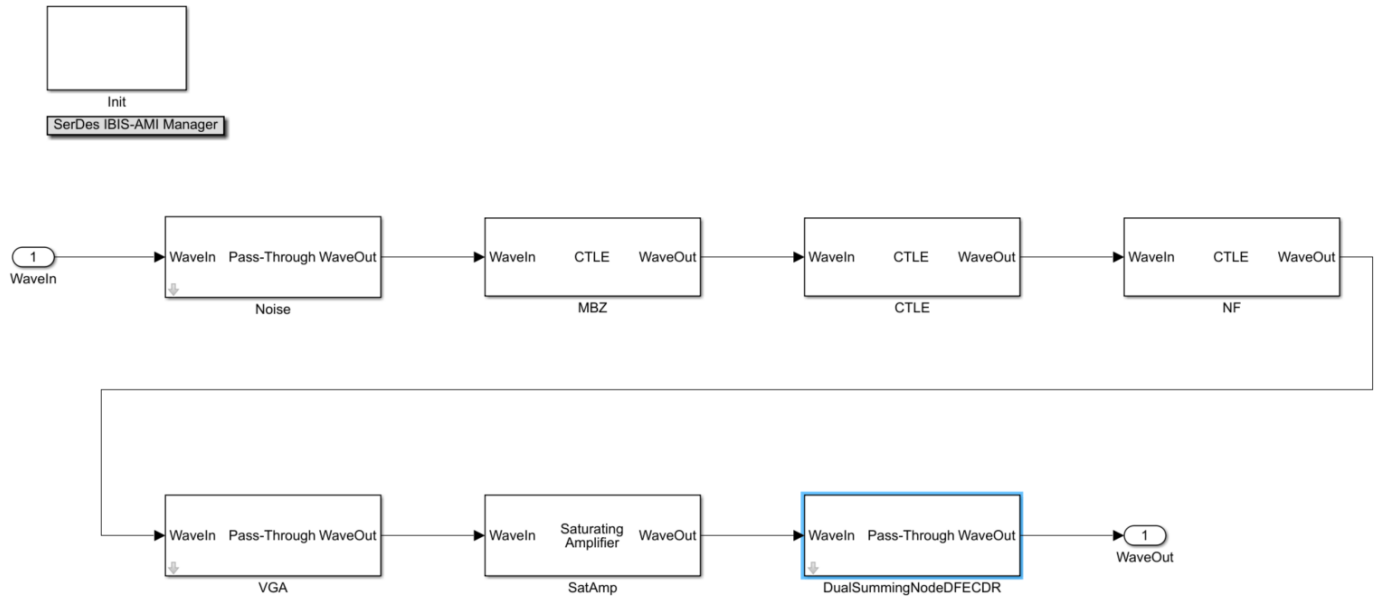 Init
SerDes IBIS-AMI Manager
1
WaveIn
WaveIn Pass-Through WaveOut
Noise
WaveIn CTLE WaveOut
MBZ
WaveIn CTLE WaveOut
CTLE
WaveIn CTLE WaveOut
NF
WaveIn Pass-Through WaveOut
VGA
WaveIn Saturating WaveOut
Amplifier
SatAmp
WaveIn Pass-Through WaveOut
DualSummingNodeDFECDR
1
WaveOut